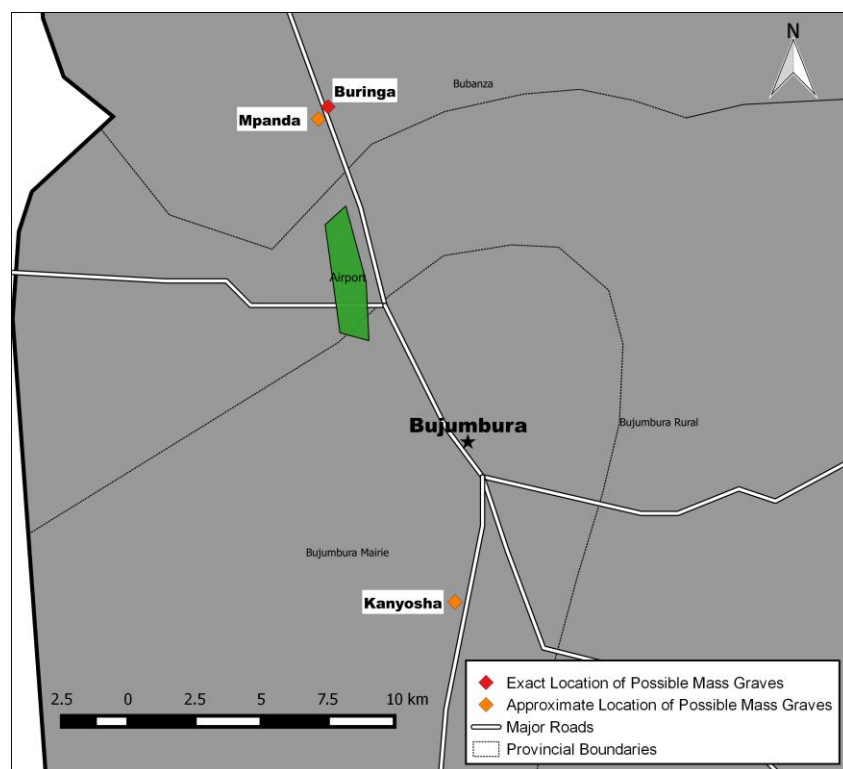 N
Bubanza
Buringa
Mpanda
Airport
Bujumbura
Bujumbura Rural
Bujumbura Mairie
Kanyosha
2.5 0 2.5 5 7.5 10 km
Exact Location of Possible Mass Graves
Approximate Location of Possible Mass Graves
Major Roads
Provincial Boundaries